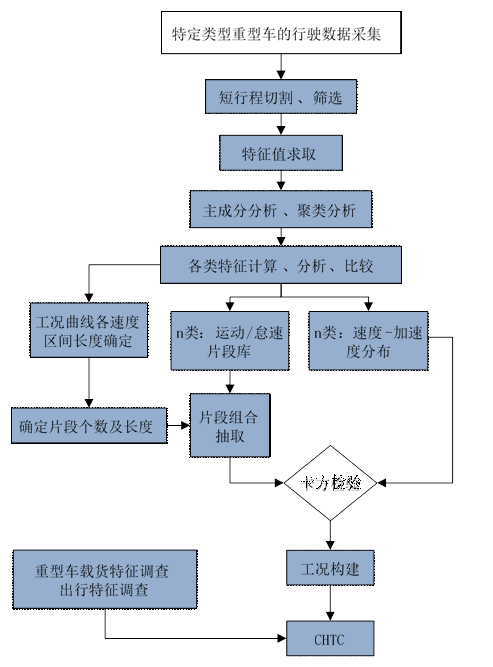 特定类型重型车的行驶数据采集
短行程切割、筛选
特征值求取
主成分分析、聚类分析
各类特征计算、分析、比较
工况曲线各速度
区间长度确定
n类：运动/怠速
片段库
n类：速度-加速
度分布
确定片段个数及长度
片段组合
抽取
卡方检验
重型车载货特征调查
出行特征调查
工况构建
CHTC